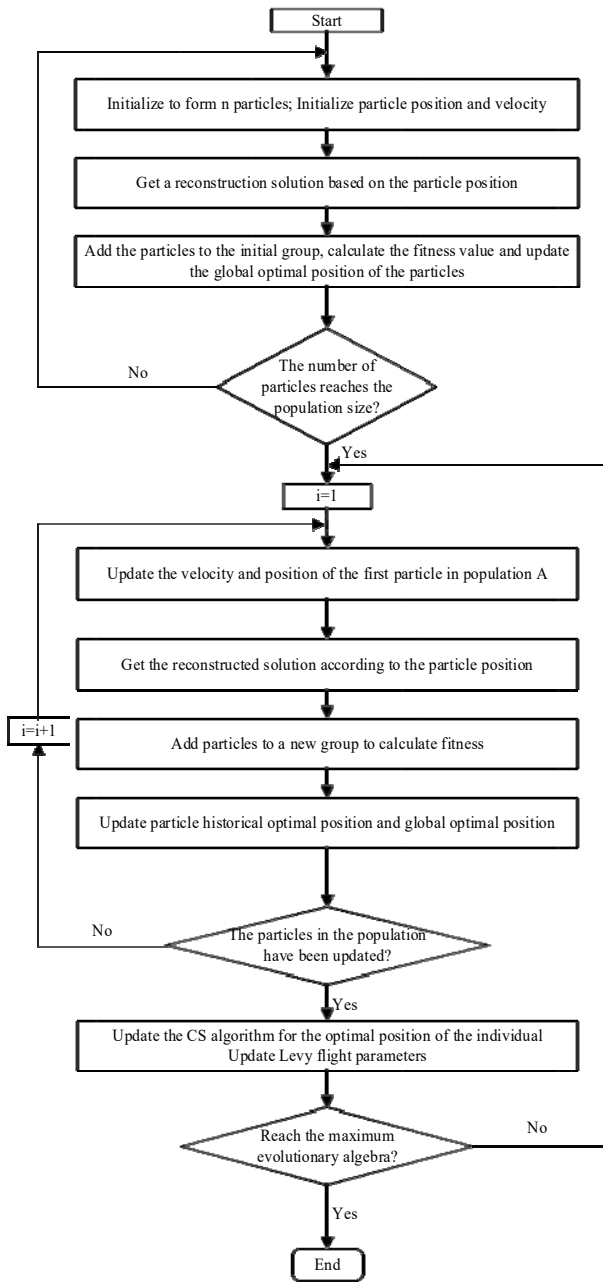 Start
Initialize to form n particles; Initialize particle position and velocity
Get a reconstruction solution based on the particle position
Add the particles to the initial group, calculate the fitness value and update
the global optimal position of the particles
No
The number of
particles reaches the
population size?
Yes
i=1
Update the velocity and position of the first particle in population A
Get the reconstructed solution according to the particle position
i=i+1
Add particles to a new group to calculate fitness
Update particle historical optimal position and global optimal position
No
The particles in the population
have been updated?
Yes
Update the CS algorithm for the optimal position of the individual
Update Levy flight parameters
No
Reach the maximum
evolutionary algebra?
Yes
End